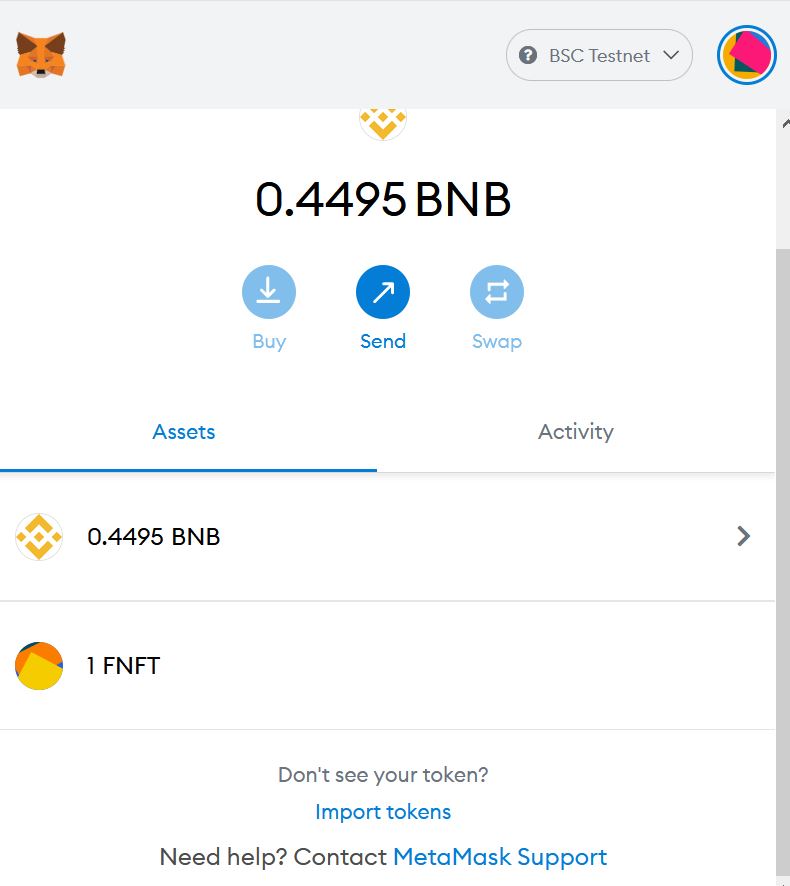 BSC Testnet
0.4495 BNB
Buy Send Swap
Assets Activity
0.4495 BNB
1 FNFT
Don't see your token?
Import tokens
Need help? Contact MetaMask Support